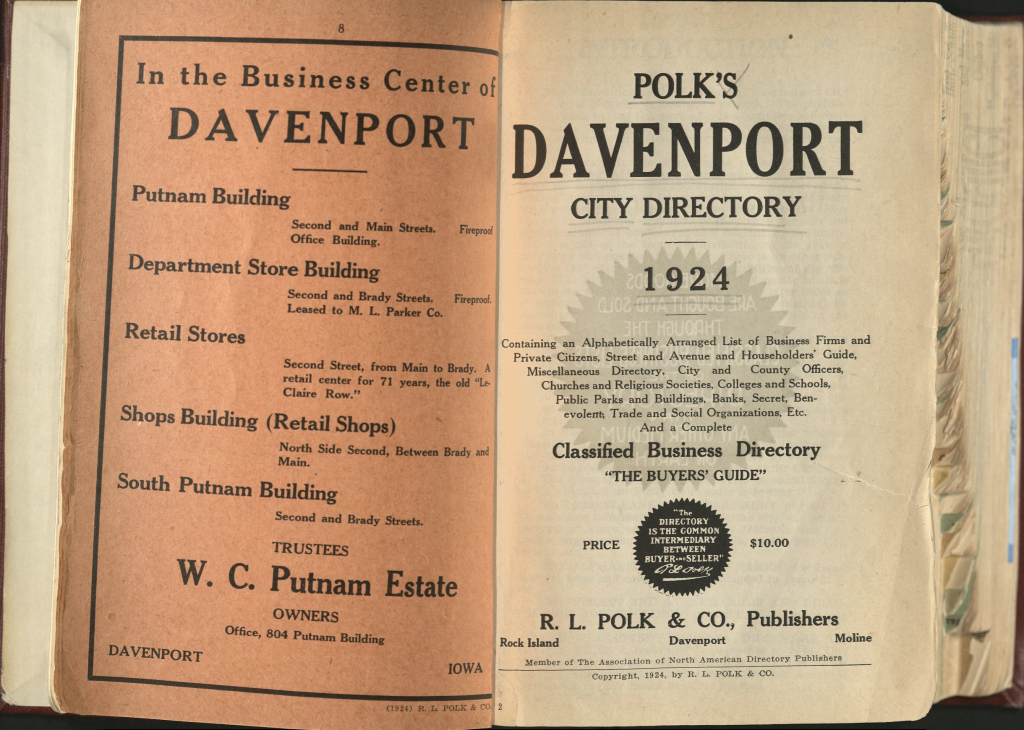 8
In the Business Center of
DAVENPORT
Putnam Building
Second and Main Streets. Fireproof
Office Building.
Department Store Building
Second and Brady Streets. Fireproof.
Leased to M. L. Parker Co.
Retail Stores
Second Street, from Main to Brady. A
retail center for 71 years, the old "Le-
Claire Row."
Shops Building (Retail Shops)
North Side Second, Between Brady and
Main.
South Putnam Building
Second and Brady Streets.
TRUSTEES
W. C. Putnam Estate
OWNERS
Office, 804 Putnam Building
DAVENPORT IOWA
(1924) R. L. POLK & CO.
POLK'S
DAVENPORT
CITY DIRECTORY
1924
Containing an Alphabetically Arranged List of Business Firms and
Private Citizens, Street and Avenue and Householders' Guide,
Miscellaneous Directory, City and County Officers,
Churches and Religious Societies, Colleges and Schools,
Public Parks and Buildings, Banks, Secret, Ben-
evolent, Trade and Social Organizations, Etc.
And a Complete
Classified Business Directory
"THE BUYERS' GUIDE"
PRICE
"The
DIRECTORY
IS THE COMMON
INTERMEDIARY
BETWEEN
BUYER AND SELLER"
R L Polk
$10.00
R. L. POLK & CO., Publishers
Rock Island Davenport Moline
Member of The Association of North American Directory Publishers
Copyright, 1924, by R. L. POLK & CO.
2